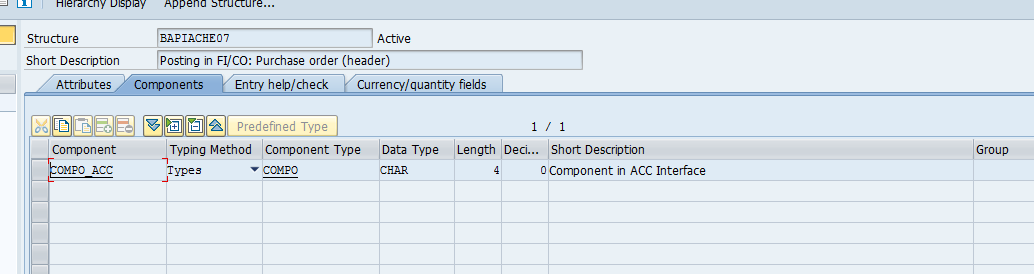 Hierarchy Display Append Structure...
Structure BAPIACHE07 Active
Short Description Posting in FI/CO: Purchase order (header)
Attributes Components Entry help/check Currency/quantity fields
Predefined Type 1 / 1
Component Typing Method Component Type Data Type Length Deci... Short Description Group
COMPO_ACC Types COMPO CHAR 4 0 Component in ACC Interface